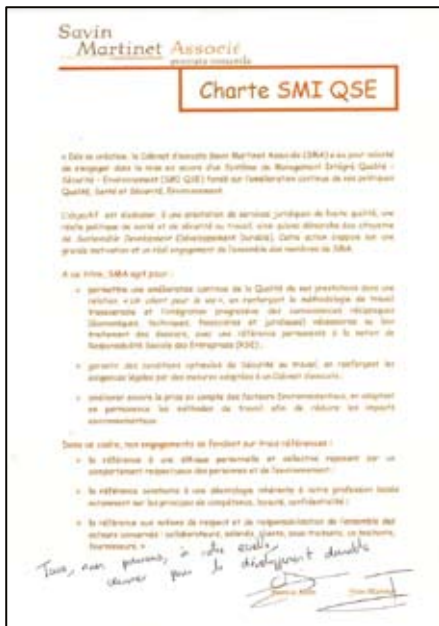 Savin
Martinet Associé
avocats conseils
Charte SMI QSE
« Dès sa création, le Cabinet d'avocats Savin Martinet Associés (SMA) a eu pour volonté
de s'engager dans la mise en œuvre d'un Système de Management Intégré Qualité –
Sécurité – Environnement (SMI QSE) fondé sur l'amélioration continue de ses politiques
Qualité, Santé et Sécurité, Environnement.
L'objectif est d'associer, à une prestation de services juridiques de haute qualité, une
réelle politique de santé et de sécurité au travail, ainsi qu'une démarche éco citoyenne
de Sustainable Development (Développement Durable). Cette action s'appuie sur une
grande motivation et un réel engagement de l'ensemble des membres de SMA.
A ce titre, SMA agit pour :
permettre une amélioration continue de la Qualité de ses prestations dans une
relation « un client pour la vie », en renforçant la méthodologie de travail
transversale et l'intégration progressive des connaissances
(économiques, techniques, financières et juridiques) nécessaires au bon
traitement des dossiers, avec une référence permanente à la notion de
Responsabilité Sociale des Entreprises (RSE) ;
garantir des conditions optimales de Sécurité au travail, en renforçant les
exigences légales par des mesures adaptées à un Cabinet d'avocats ;
améliorer encore la prise en compte des facteurs Environnementaux, en adaptant
en permanence les méthodes de travail afin de réduire les impacts
environnementaux.
Dans ce cadre, nos engagements se fondent sur trois références :
la référence à une éthique personnelle et collective reposant sur un
comportement respectueux des personnes et de l'environnement ;
la référence constante à une déontologie inhérente à notre profession basée
notamment sur les principes de compétence, loyauté, confidentialité ;
la référence aux notions de respect et de responsabilisation de l'ensemble des
acteurs concernés : collaborateurs, salariés, clients, sous traitants, co traitants,
fournisseurs. »
Tous, nous pouvons, à notre échelle,
œuvrer pour le développement durable